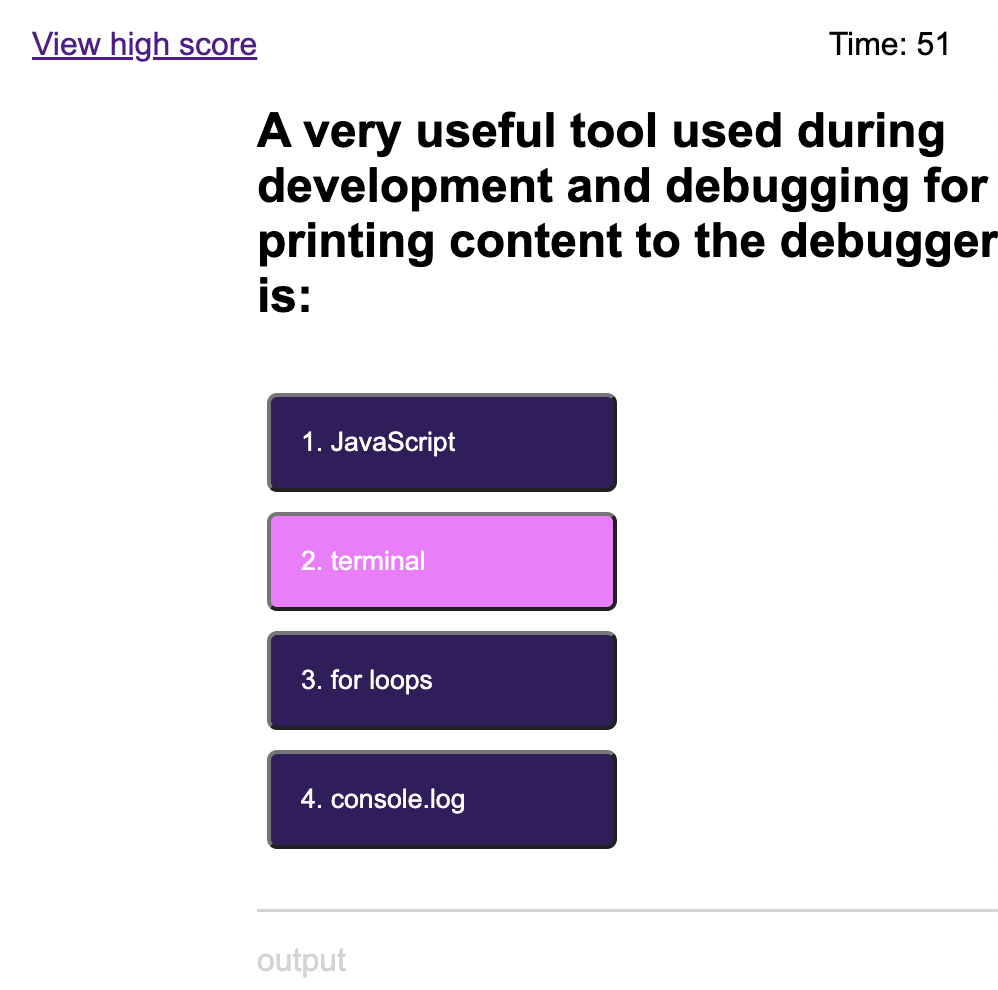 View high score
Time: 51
A very useful tool used during
development and debugging for
printing content to the debugger
is:
1. JavaScript
2. terminal
3. for loops
4. console.log
output